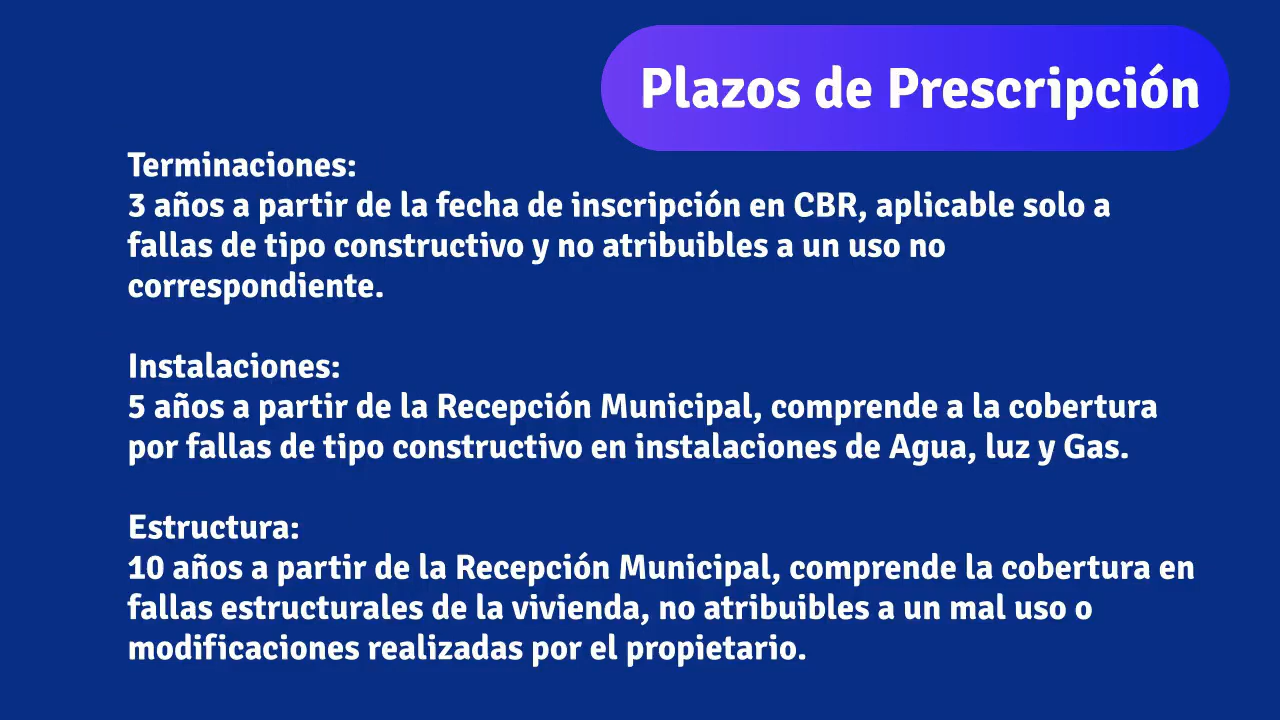 Plazos de Prescripción
Terminaciones:
3 años a partir de la fecha de inscripción en CBR, aplicable solo a
fallas de tipo constructivo y no atribuibles a un uso no
correspondiente.
Instalaciones:
5 años a partir de la Recepción Municipal, comprende a la cobertura
por fallas de tipo constructivo en instalaciones de Agua, luz y Gas.
Estructura:
10 años a partir de la Recepción Municipal, comprende la cobertura en
fallas estructurales de la vivienda, no atribuibles a un mal uso o
modificaciones realizadas por el propietario.